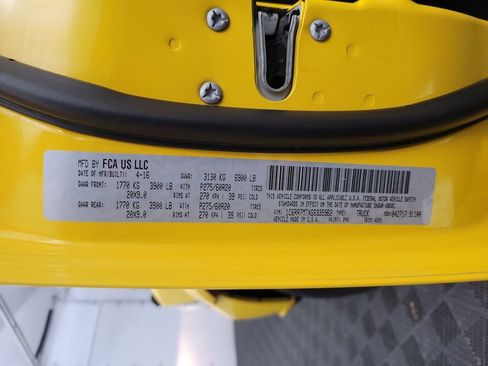 MFD BY FCA US LLC
DATE OF MFR(BUILT): 4-16 GVWR: 3130 KG 6900 LB
GAWR FRONT: 1770 KG 3900 LB WITH P275/60R20 TIRES
20X9.0 RIMS AT 270 KPA( 39 PSI) COLD
GAWR REAR: 1770 KG 3900 LB WITH P275/60R20 TIRES
20X9.0 RIMS AT 270 KPA( 39 PSI) COLD
THIS VEHICLE CONFORMS TO ALL APPLICABLE U.S.A. FEDERAL MOTOR VEHICLE SAFETY
STANDARDS IN EFFECT ON THE DATE OF MANUFACTURE SHOWN ABOVE.
VIN: TYPE: TRUCK
VEHICLE MADE IN U.S.A. PAINT: TRIM: